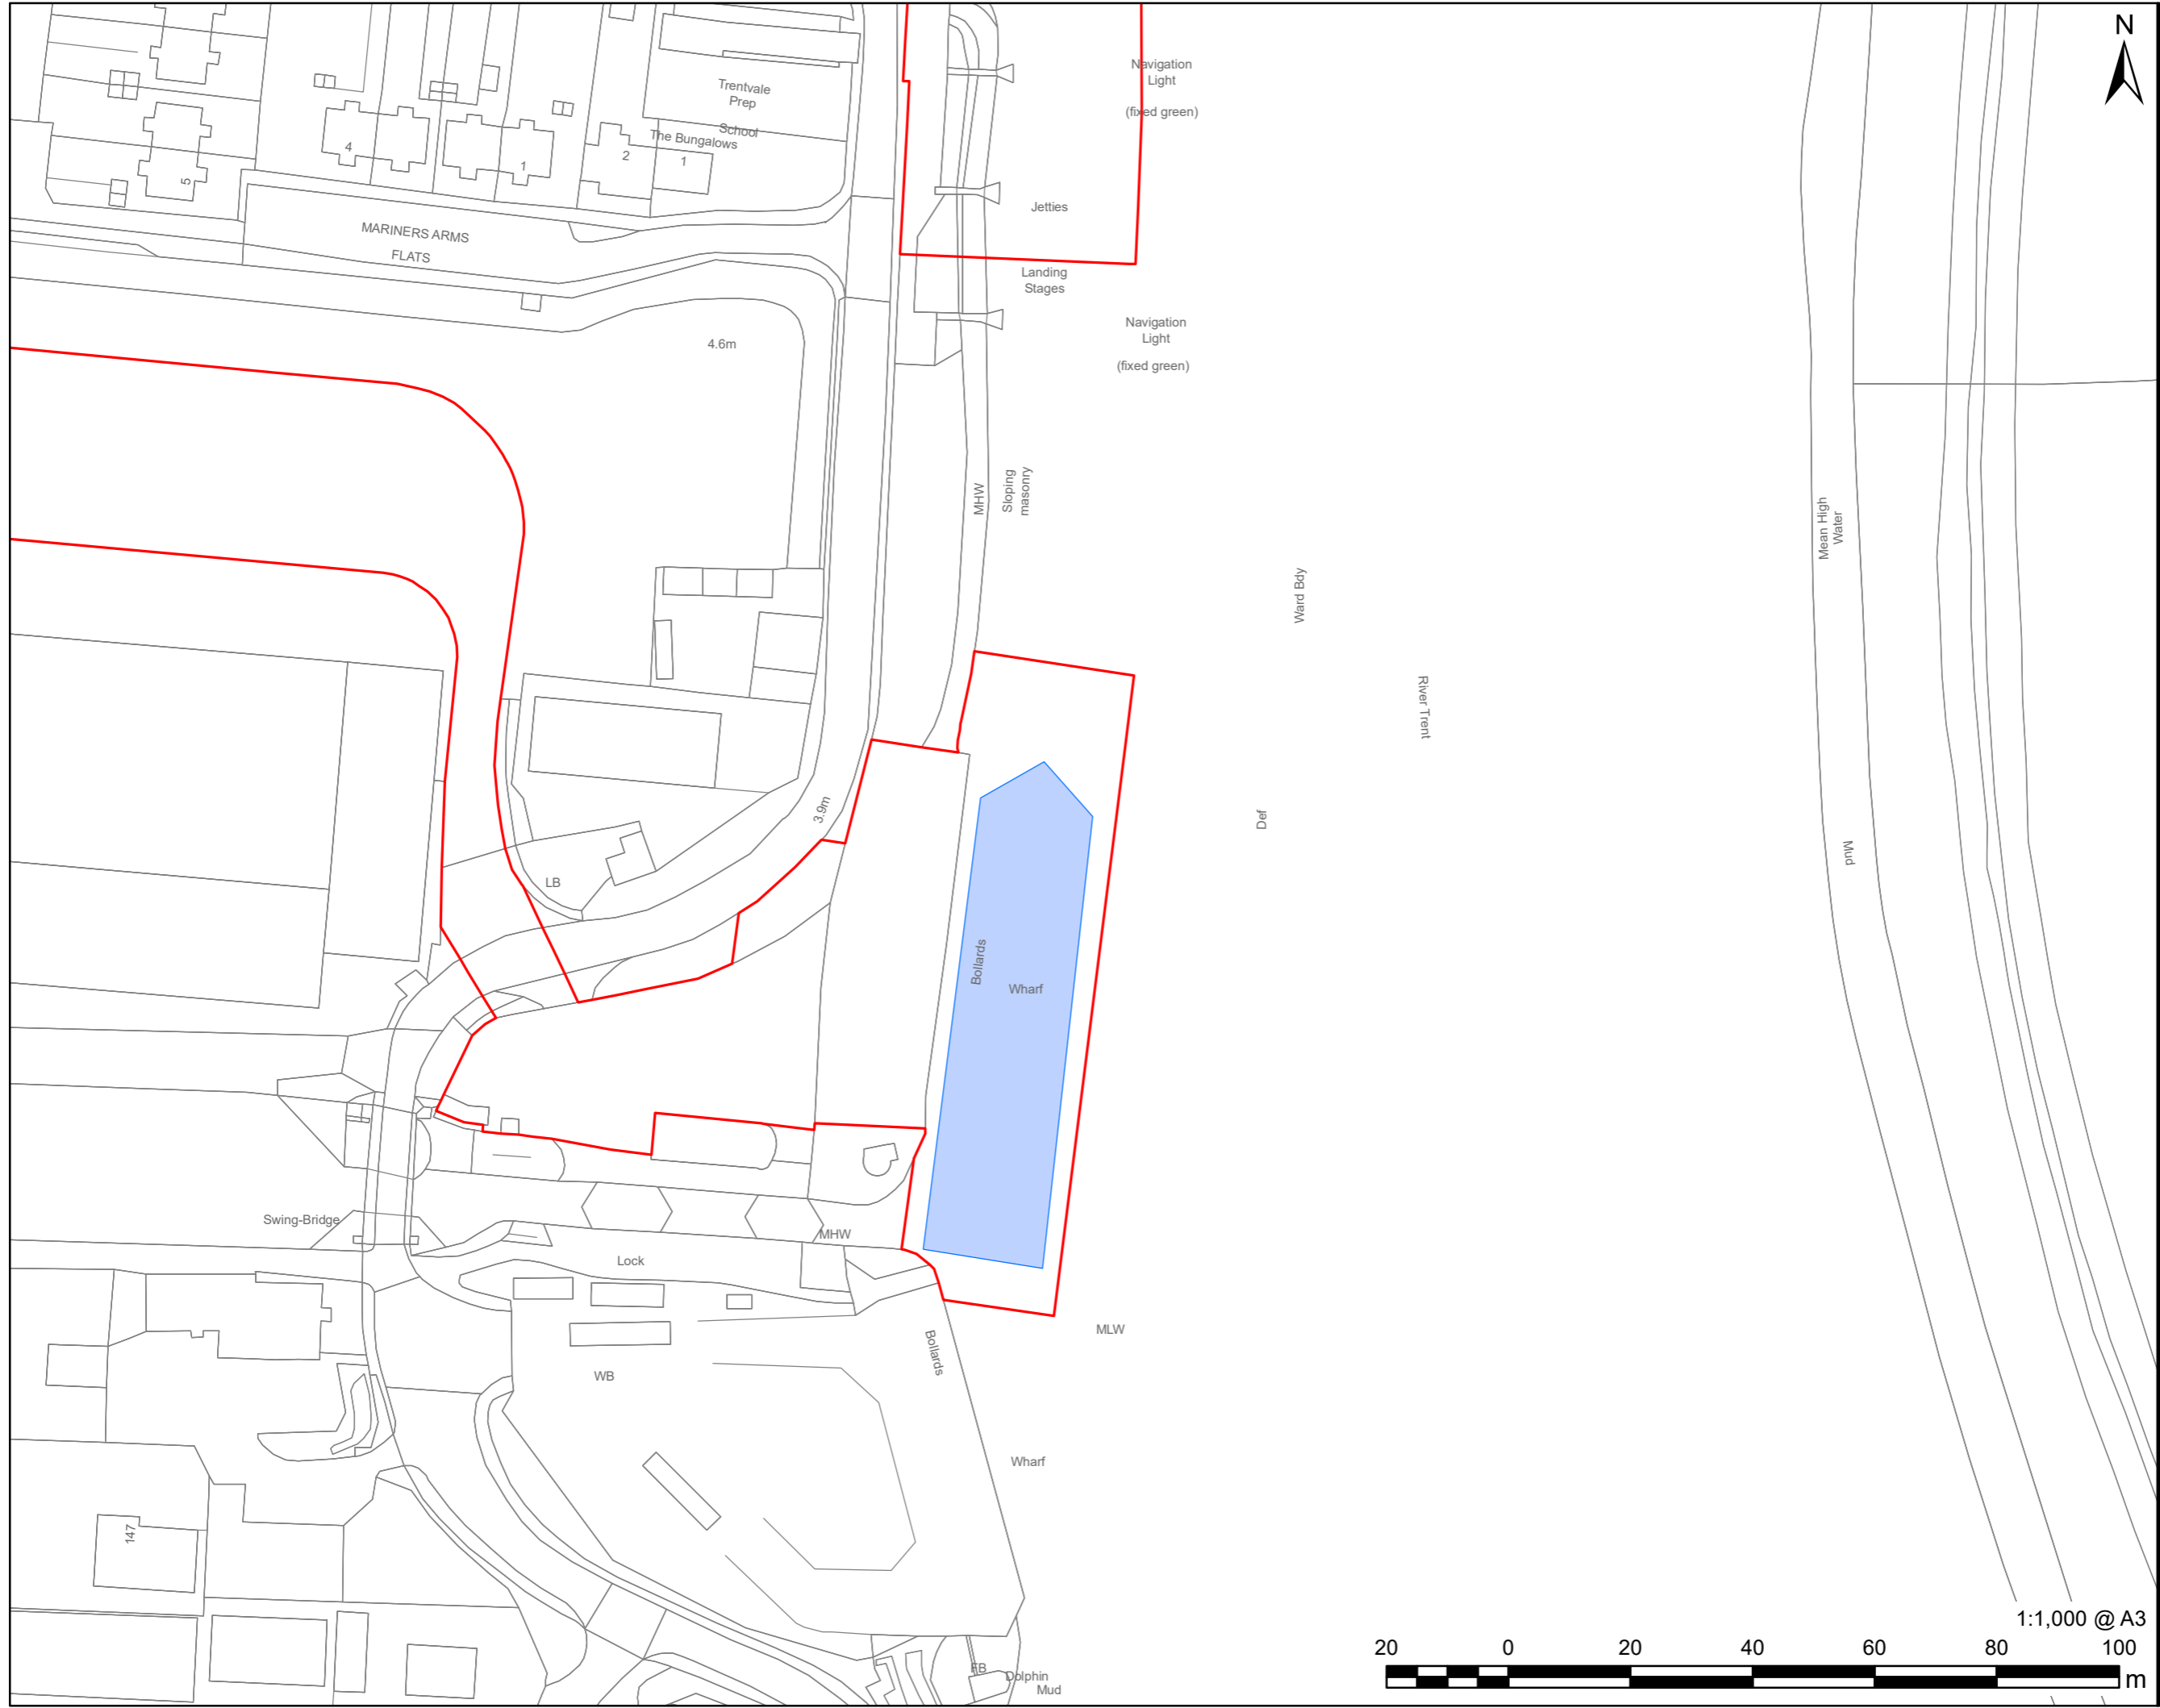 N
Navigation
Light
(fixed green)
Trentvale
Prep
School
The Bungalows
4
1
2
1
5
Jetties
MARINERS ARMS
FLATS
Landing
Stages
Navigation
Light
(fixed green)
4.6m
MHW
Sloping
masonry
Mean High
Water
Ward Bdy
River Trent
3.9m
Def
Mud
LB
Bollards
Wharf
Swing-Bridge
MHW
Lock
MLW
Bollards
WB
Wharf
147
FB
Dolphin
Mud
1:1,000 @ A3
20 0 20 40 60 80 100
m